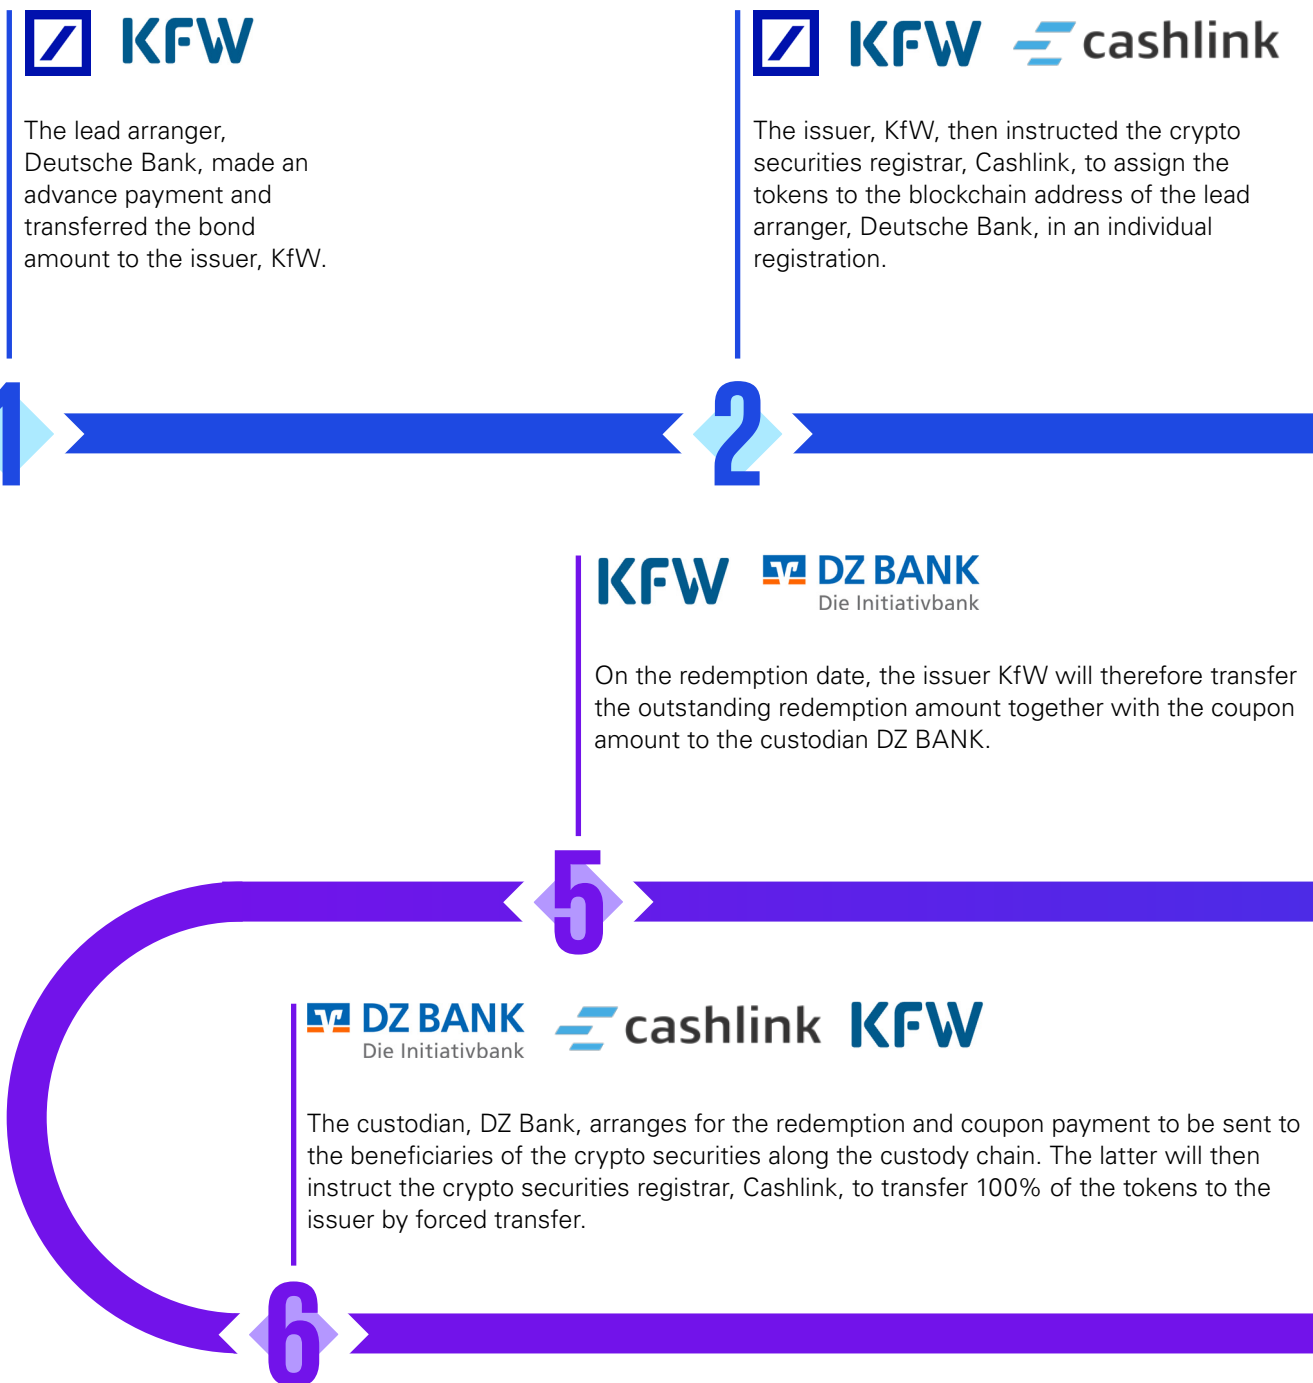 KFW
The lead arranger,
Deutsche Bank, made an
advance payment and
transferred the bond
amount to the issuer, KfW.
KFW cashlink
The issuer, KfW, then instructed the crypto
securities registrar, Cashlink, to assign the
tokens to the blockchain address of the lead
arranger, Deutsche Bank, in an individual
registration.
1
2
KFW DZ BANK
Die Initiativbank
On the redemption date, the issuer KfW will therefore transfer
the outstanding redemption amount together with the coupon
amount to the custodian DZ BANK.
5
DZ BANK cashlink KFW
Die Initiativbank
The custodian, DZ Bank, arranges for the redemption and coupon payment to be sent to
the beneficiaries of the crypto securities along the custody chain. The latter will then
instruct the crypto securities registrar, Cashlink, to transfer 100% of the tokens to the
issuer by forced transfer.
6